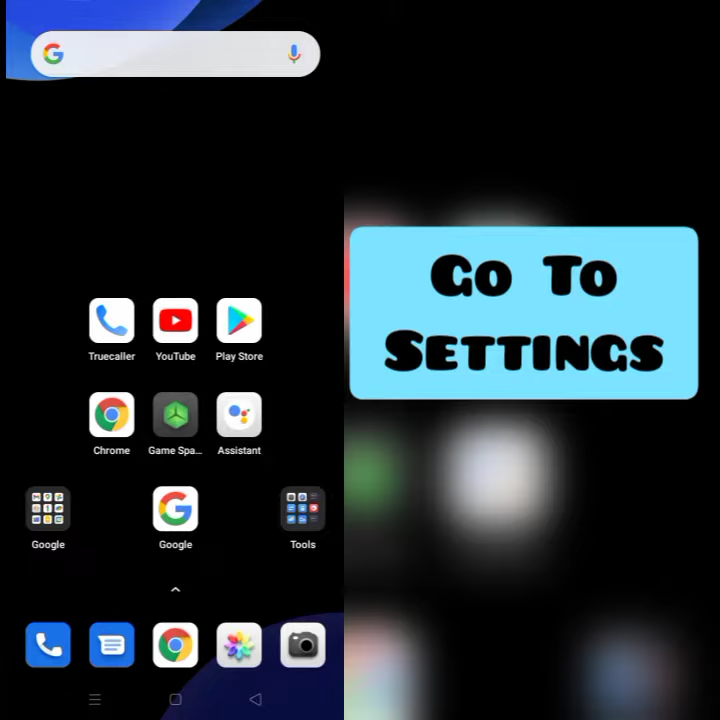 Truecaller YouTube Play Store
Chrome Game Spa... Assistant
Google Google Tools
Go To
Settings